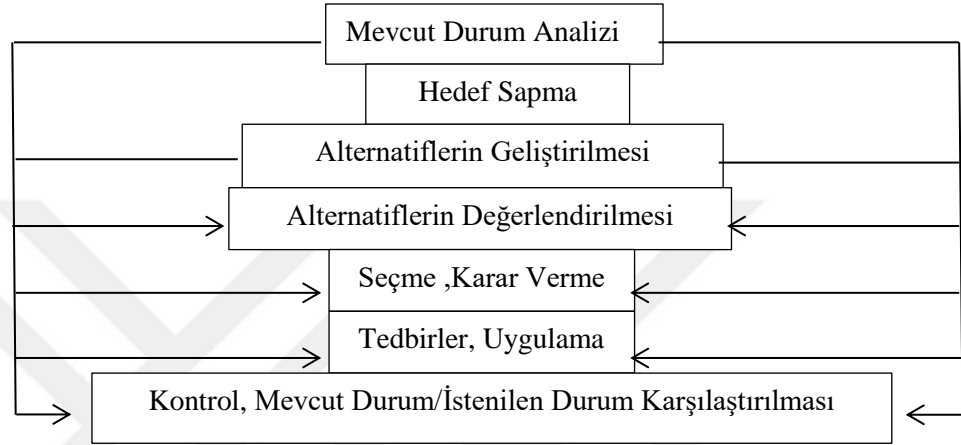 Mevcut Durum Analizi
Hedef Sapma
Alternatiflerin Geliştirilmesi
Alternatiflerin Değerlendirilmesi
Seçme ,Karar Verme
Tedbirler, Uygulama
Kontrol, Mevcut Durum/İstenilen Durum Karşılaştırılması